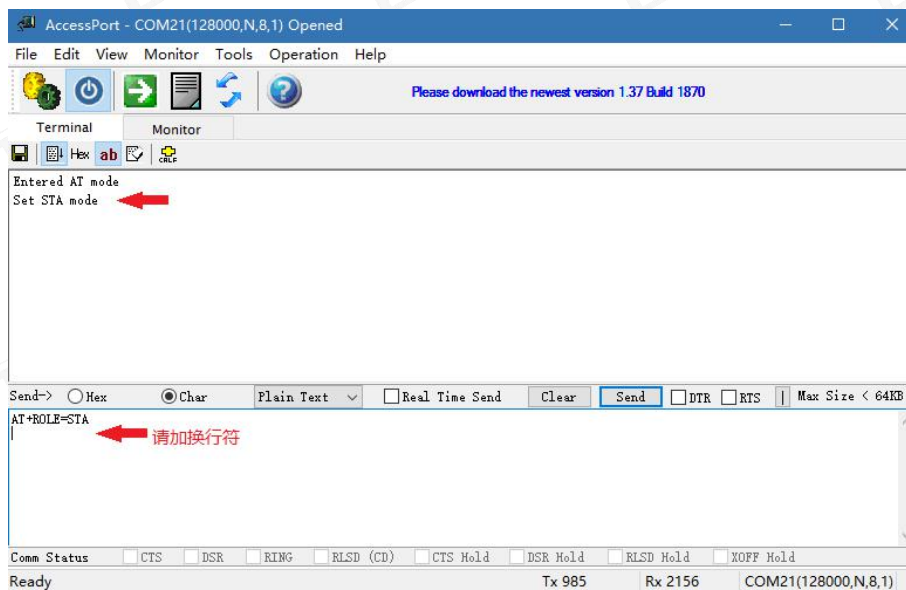 AccessPort - COM21(128000,N,8,1) Opened
File Edit View Monitor Tools Operation Help
Please download the newest version 1.37 Build 1870
Terminal Monitor
Hex ab CRLF
Entered AT mode
Set STA mode
Send-> Hex Char Plain Text Real Time Send Clear Send DTR RTS | Max Size < 64KB
AT+ROLE=STA
请加换行符
Comm Status CTS DSR RING RLSD (CD) CTS Hold DSR Hold RLSD Hold XOFF Hold
Ready Tx 985 Rx 2156 COM21(128000,N,8,1)